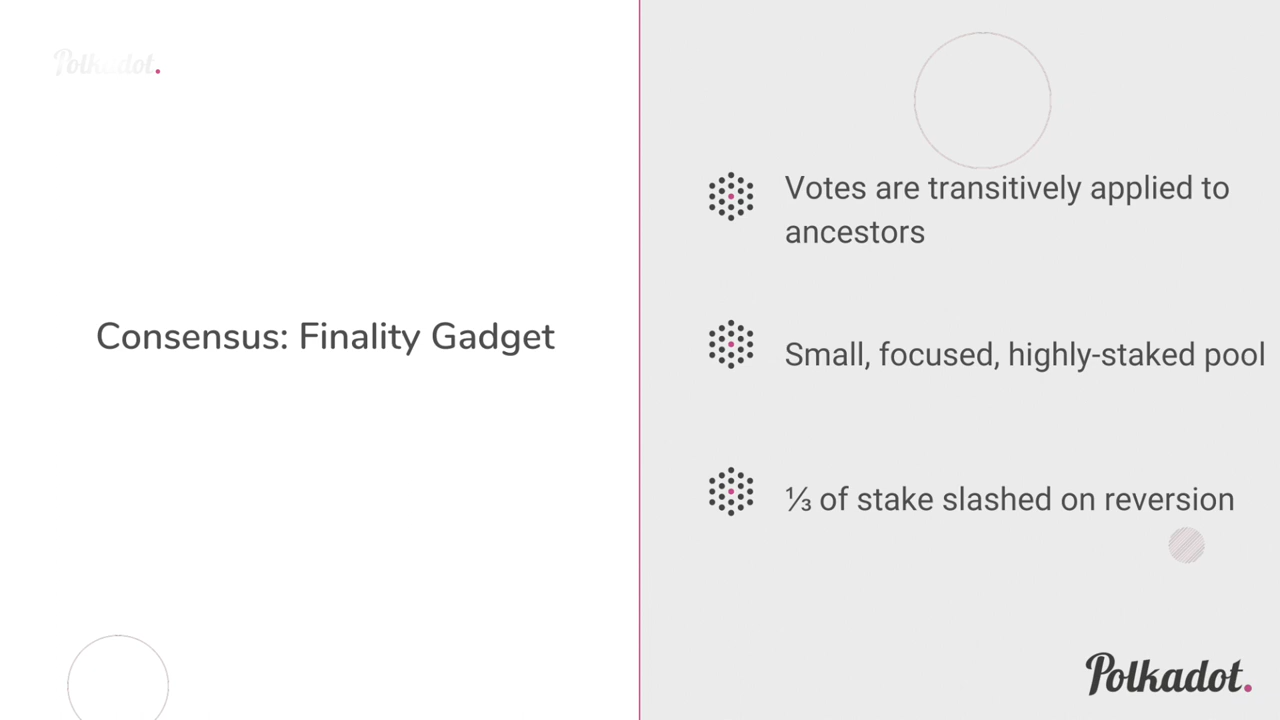 Polkadot.
Consensus: Finality Gadget
Votes are transitively applied to
ancestors
Small, focused, highly-staked pool
⅓ of stake slashed on reversion
Polkadot.